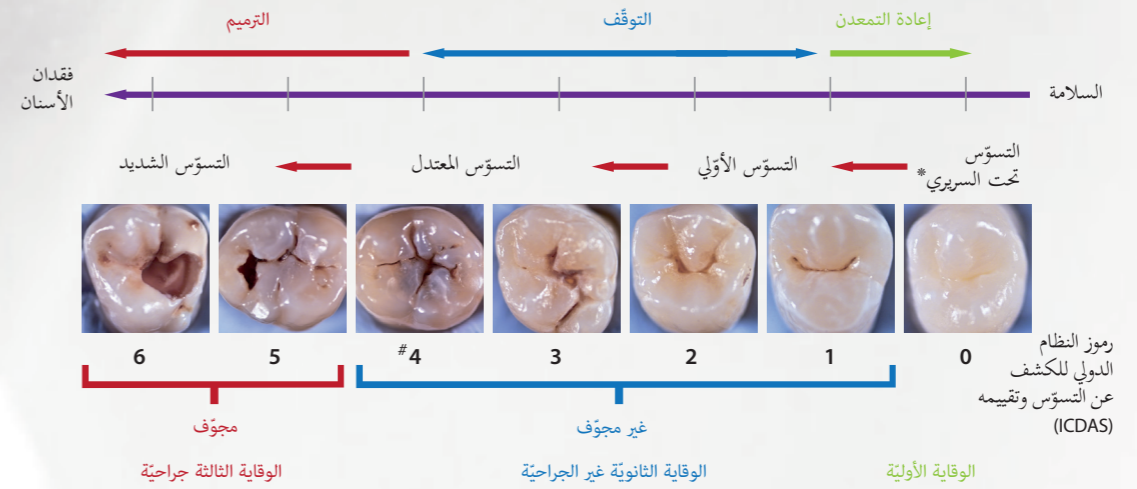 إعادة التمعدن
التوقّف
الترميم
السلامة
فقدان
الأسنان
التسوّس
تحت السريري*
التسوّس الأوّلي
التسوّس المعتدل
التسوّس الشديد
رموز النظام
الدولي للكشف
عن التسوّس وتقييمه
(ICDAS)
0
1
2
3
4#
5
6
غير مجوّف
مجوّف
الوقاية الأوليّة
الوقاية الثانويّة غير الجراحيّة
الوقاية الثالثة جراحيّة